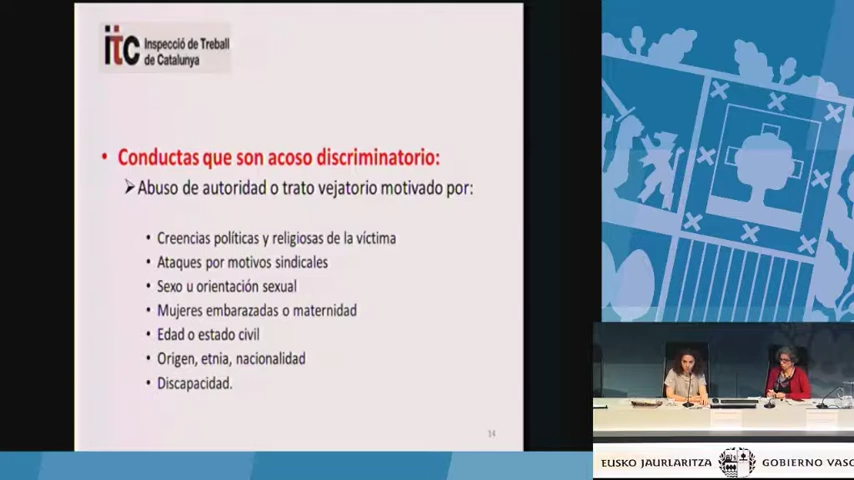 itc Inspecció de Treball
de Catalunya
• Conductas que son acoso discriminatorio:
➢Abuso de autoridad o trato vejatorio motivado por:
• Creencias políticas y religiosas de la víctima
• Ataques por motivos sindicales
• Sexo u orientación sexual
• Mujeres embarazadas o maternidad
• Edad o estado civil
• Origen, etnia, nacionalidad
• Discapacidad.
14
EUSKO JAURLARITZA GOBIERNO VASC